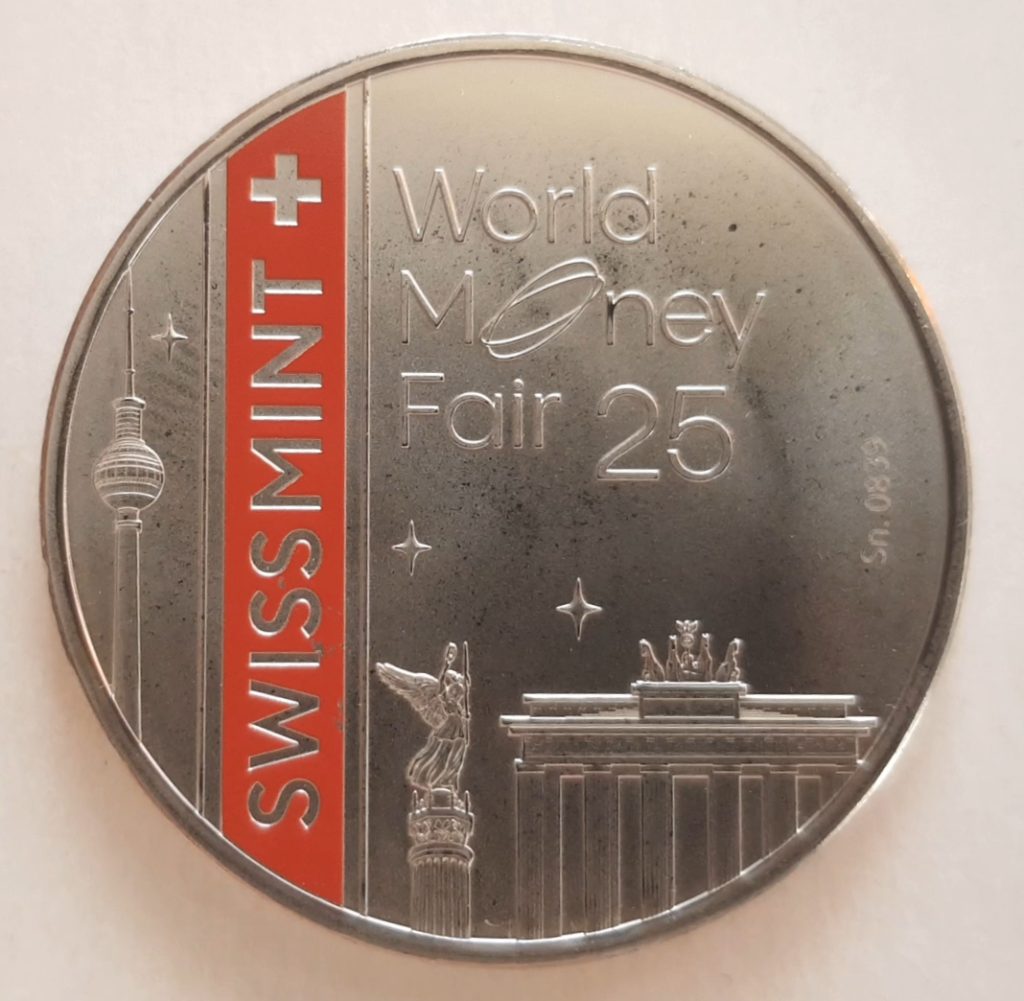 SWISSMINT
World
Money
Fair 25
Sn. 0839